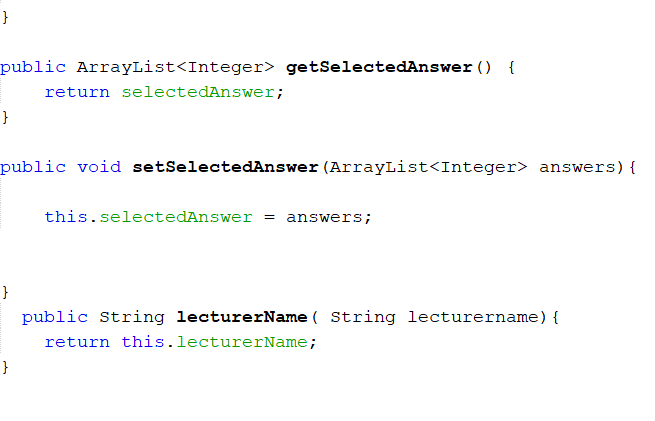 }
public ArrayList<Integer> getSelectedAnswer() {
return selectedAnswer;
}
public void setSelectedAnswer(ArrayList<Integer> answers){
this.selectedAnswer = answers;
}
public String lecturerName( String lecturername){
return this.lecturerName;
}